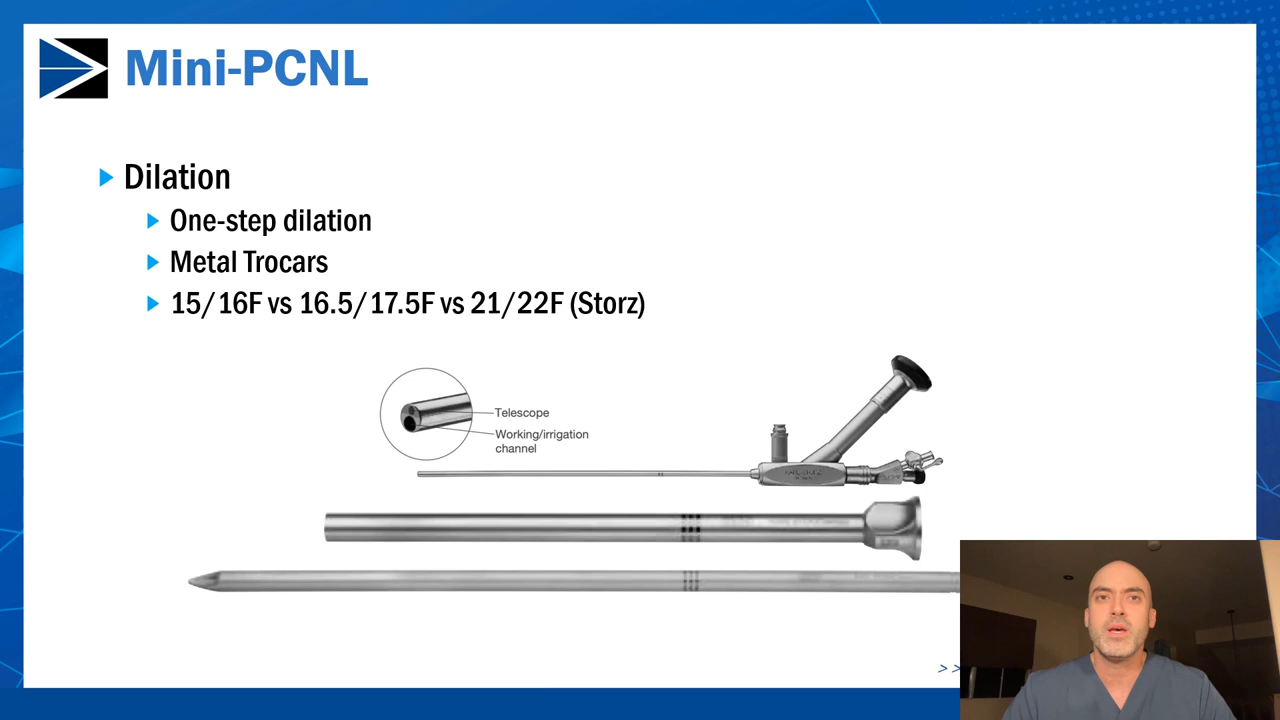 Mini-PCNL
Dilation
One-step dilation
Metal Trocars
15/16F vs 16.5/17.5F vs 21/22F (Storz)
Telescope
Working/irrigation
channel
>>